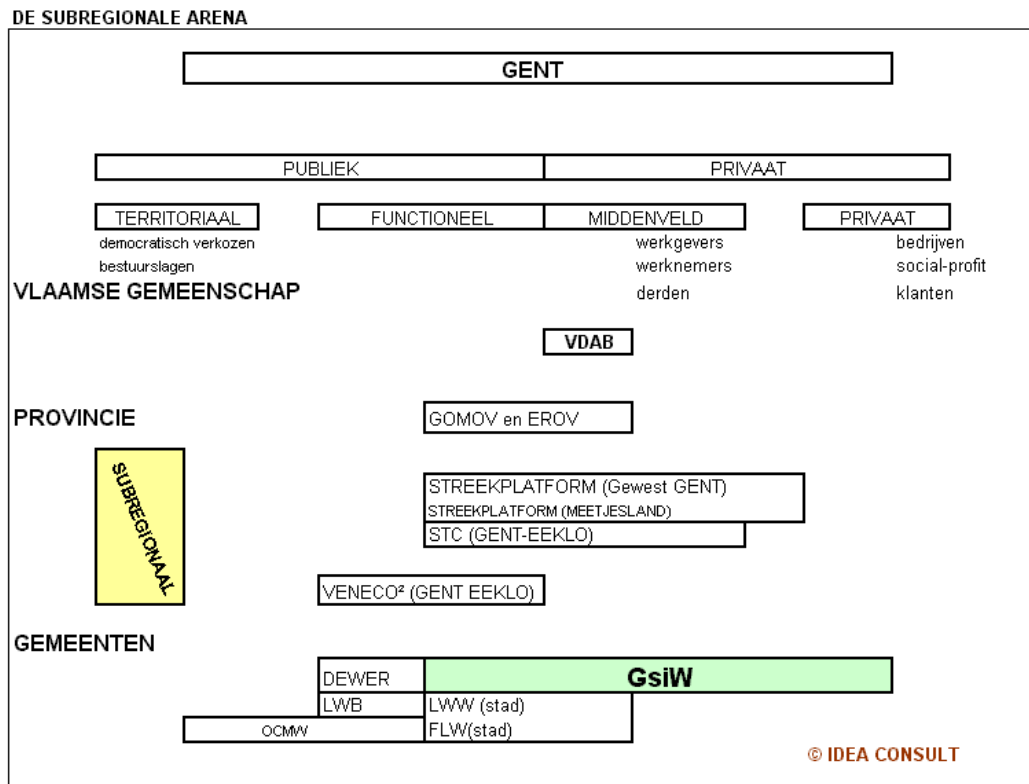 DE SUBREGIONALE ARENA
GENT
PUBLIEK PRIVAAT
TERRITORIAAL FUNCTIONEEL MIDDENVELD PRIVAAT
democratisch verkozen werkgevers bedrijven
bestuurslagen werknemers social-profit
VLAAMSE GEMEENSCHAP derden klanten
VDAB
PROVINCIE GOMOV en EROV
SUBREGIONAAL
STREEKPLATFORM (Gewest GENT)
STREEKPLATFORM (MEETJESLAND)
STC (GENT-EEKLO)
VENECO² (GENT EEKLO)
GEMEENTEN
DEWER GsiW
LWB LWW (stad)
OCMW FLW(stad)
© IDEA CONSULT